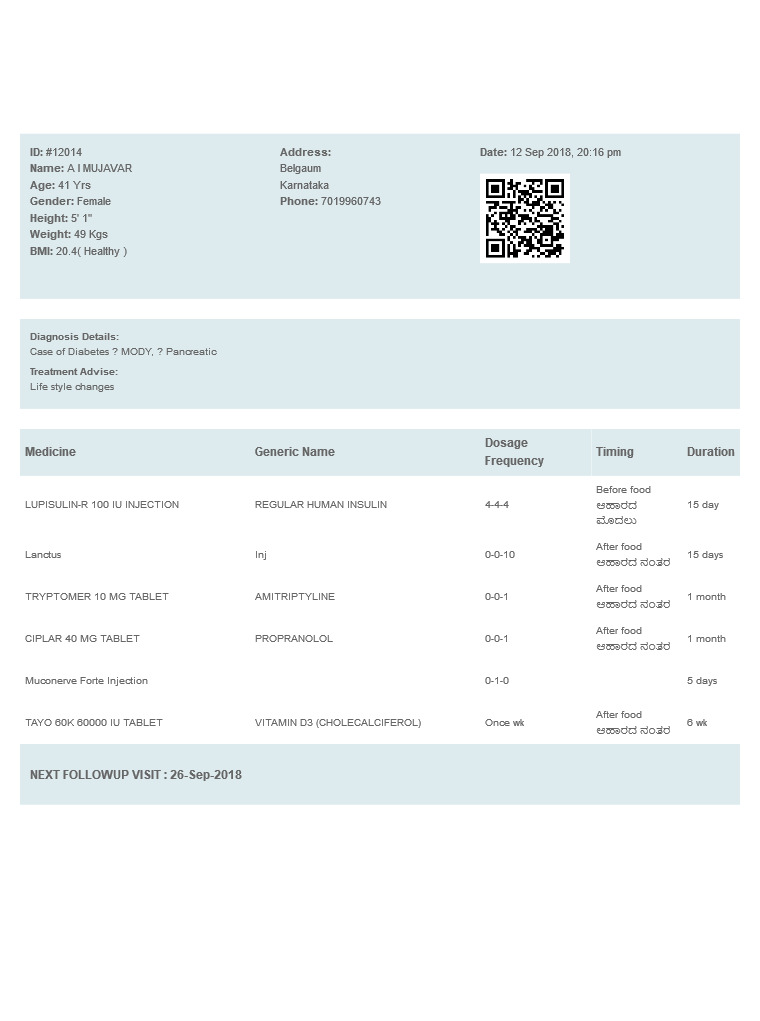 ID: #12014
Name: A I MUJAVAR
Age: 41 Yrs
Gender: Female
Height: 5' 1"
Weight: 49 Kgs
BMI: 20.4( Healthy )
Address:
Belgaum
Karnataka
Phone: 7019960743
Date: 12 Sep 2018, 20:16 pm
Diagnosis Details:
Case of Diabetes ? MODY, ? Pancreatic
Treatment Advise:
Life style changes
Medicine Generic Name Dosage Frequency Timing Duration
LUPISULIN-R 100 IU INJECTION REGULAR HUMAN INSULIN 4-4-4 Before food ಆಹಾರದ ಮೊದಲು 15 day
Lanctus Inj 0-0-10 After food ಆಹಾರದ ನಂತರ 15 days
TRYPTOMER 10 MG TABLET AMITRIPTYLINE 0-0-1 After food ಆಹಾರದ ನಂತರ 1 month
CIPLAR 40 MG TABLET PROPRANOLOL 0-0-1 After food ಆಹಾರದ ನಂತರ 1 month
Muconerve Forte Injection 0-1-0 5 days
TAYO 60K 60000 IU TABLET VITAMIN D3 (CHOLECALCIFEROL) Once wk After food ಆಹಾರದ ನಂತರ 6 wk
NEXT FOLLOWUP VISIT : 26-Sep-2018